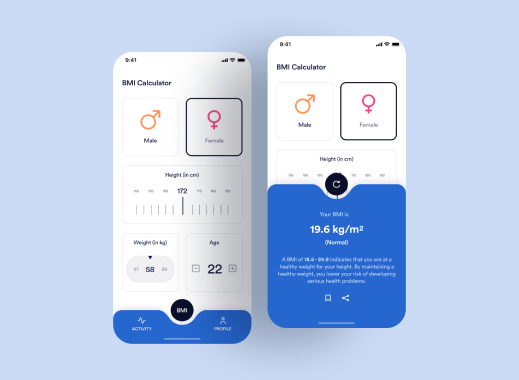 9:41
BMI Calculator
Male
Female
Height (in cm)
172
Weight (in kg)
57 58 59
Age
22
BMI
ACTIVITY
PROFILE
9:41
BMI Calculator
Male
Female
Height (in cm)
Your BMI is
19.6 kg/m²
(Normal)
A BMI of 18.5 - 24.9 indicates that you are at a
healthy weight for your height. By maintaining a
healthy weight, you lower your risk of developing
serious health problems.